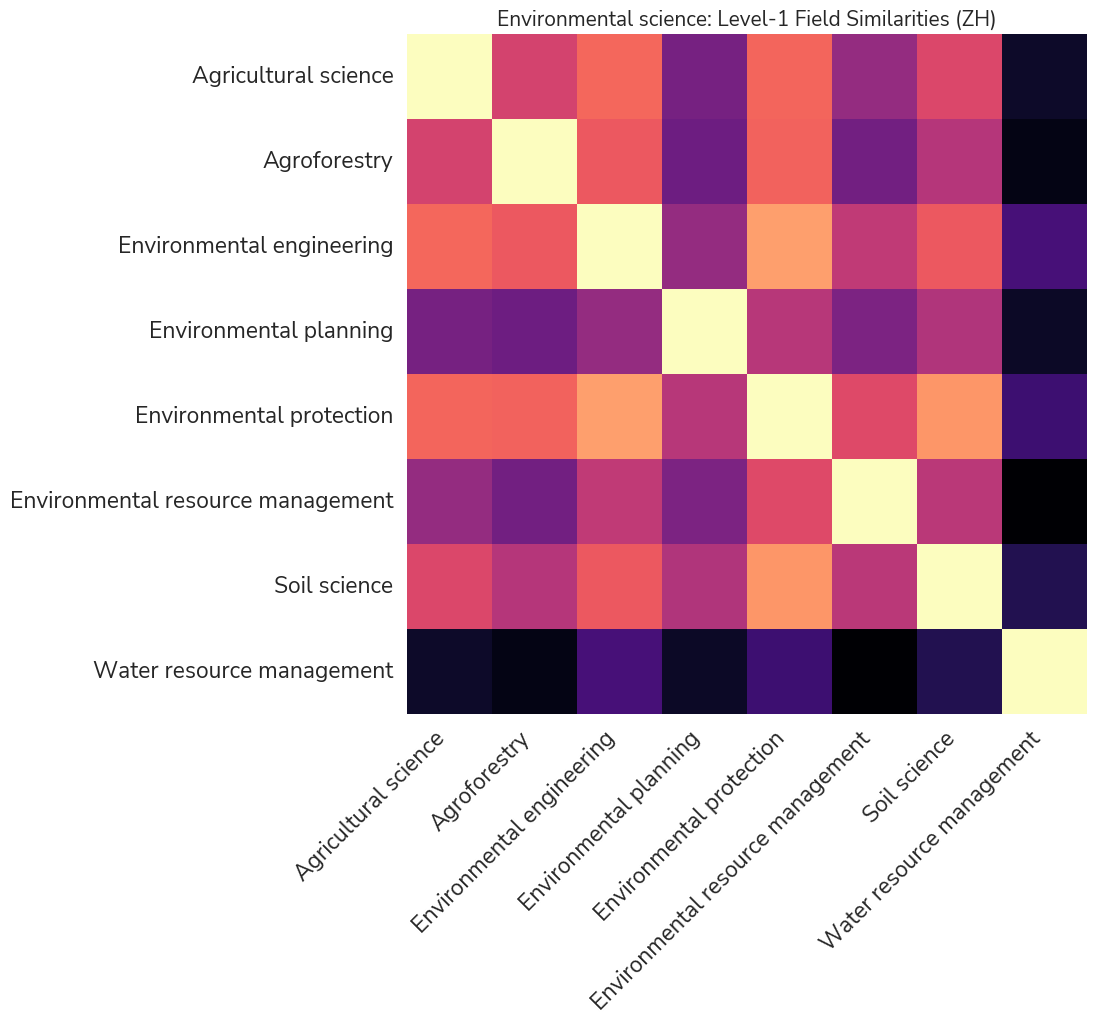 Environmental science: Level-1 Field Similarities (ZH)
Agricultural science
Agroforestry
Environmental engineering
Environmental planning
Environmental protection
Environmental resource management
Soil science
Water resource management
Agricultural science
Agroforestry
Environmental engineering
Environmental planning
Environmental protection
Environmental resource management
Soil science
Water resource management